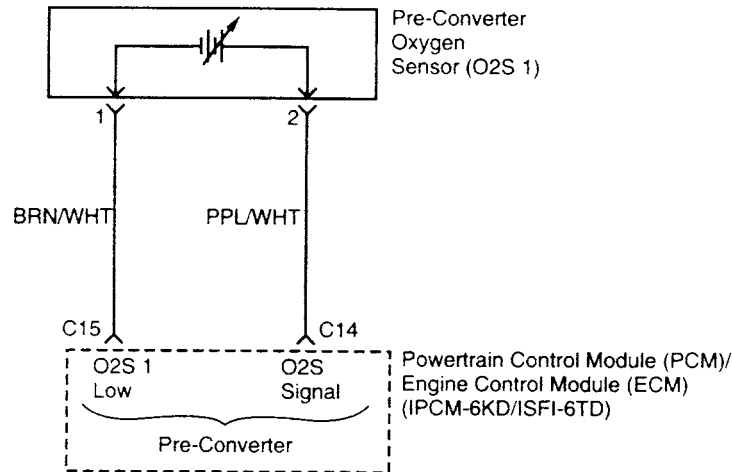 Pre-Converter
Oxygen
Sensor (O2S 1)
1
2
BRN/WHT
PPL/WHT
C15
C14
O2S 1
Low
O2S
Signal
Pre-Converter
Powertrain Control Module (PCM)/
Engine Control Module (ECM)
(IPCM-6KD/ISFI-6TD)